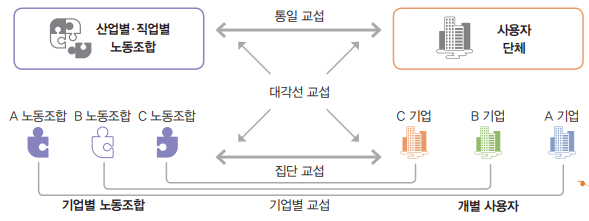 통일 교섭
산업별·직업별
노동조합
사용자
단체
대각선 교섭
A 노동조합 B 노동조합 C 노동조합
C 기업 B 기업 A 기업
집단 교섭
기업별 노동조합 기업별 교섭 개별 사용자